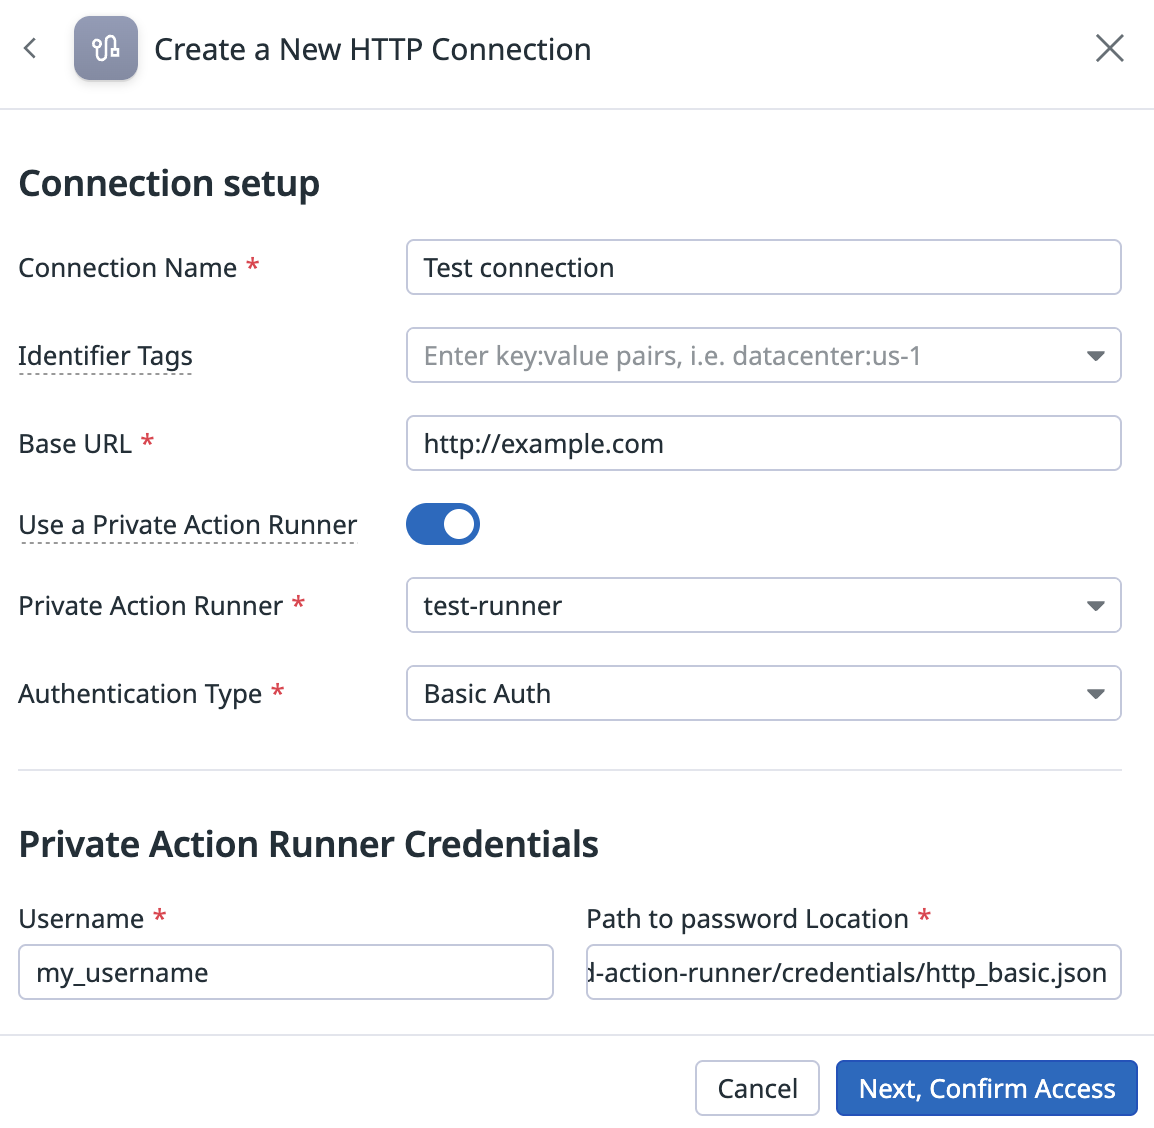 Create a New HTTP Connection
Connection setup
Connection Name *
Test connection
Identifier Tags
Enter key:value pairs, i.e. datacenter:us-1
Base URL *
http://example.com
Use a Private Action Runner
Private Action Runner *
test-runner
Authentication Type *
Basic Auth
Private Action Runner Credentials
Username *
my_username
Path to password Location *
d-action-runner/credentials/http_basic.json
Cancel
Next, Confirm Access